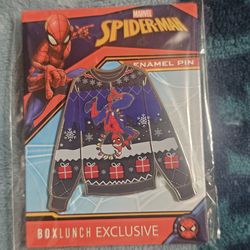 MARVEL
SPIDER-MAN
ENAMEL PIN
BOXLUNCH EXCLUSIVE